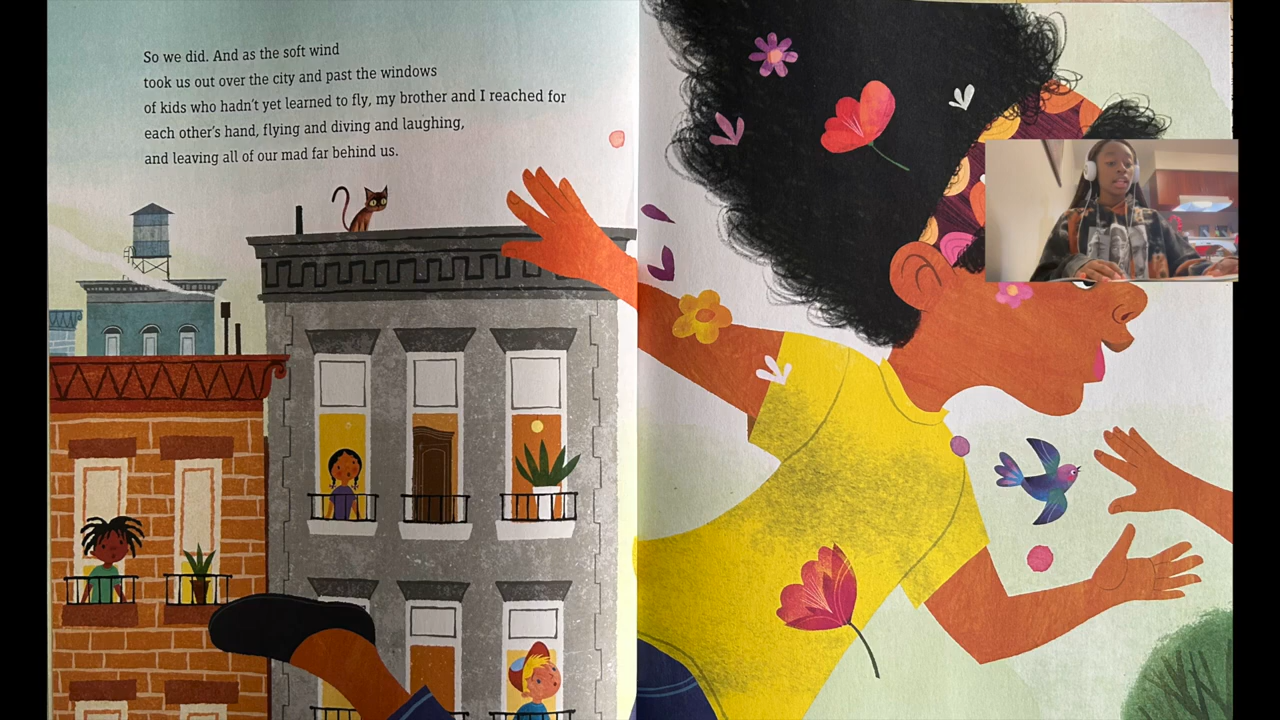 So we did. And as the soft wind
took us out over the city and past the windows
of kids who hadn't yet learned to fly, my brother and I reached for
each other's hand, flying and diving and laughing,
and leaving all of our mad far behind us.